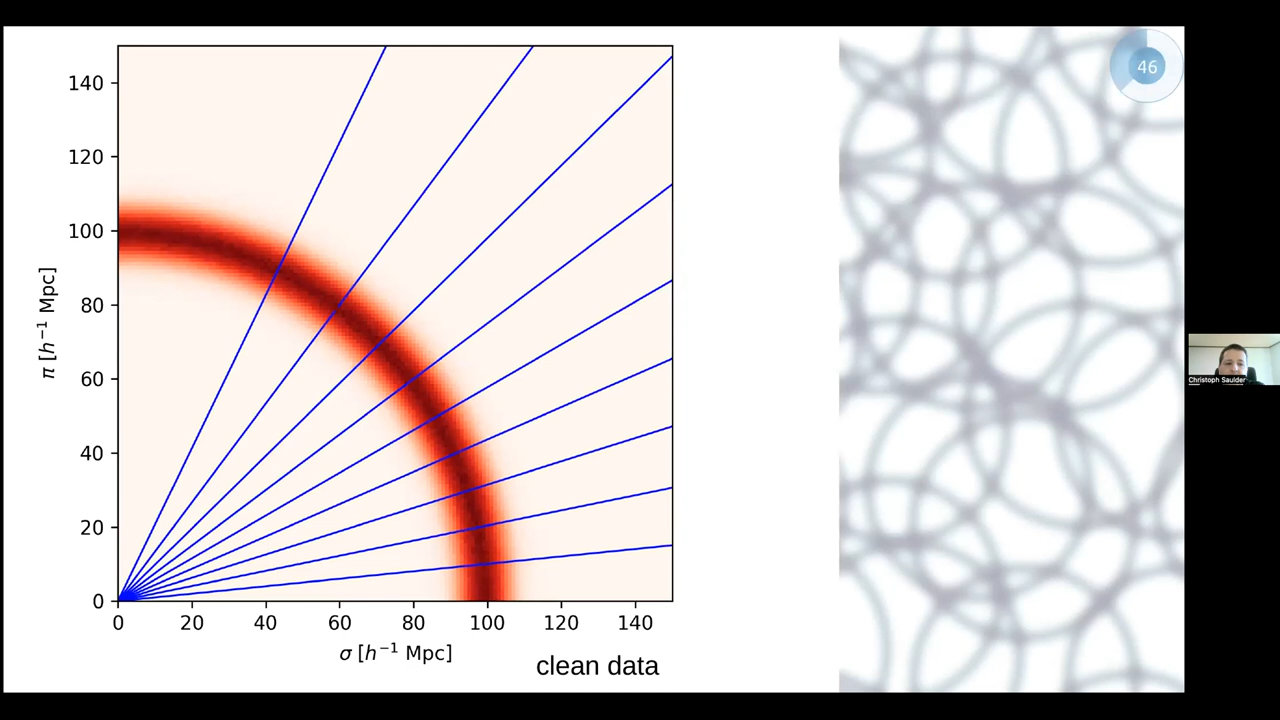 46
140
120
100
80
60
40
20
0
π [h⁻¹ Mpc]
0 20 40 60 80 100 120 140
σ [h⁻¹ Mpc]
clean data
Christoph Saulder